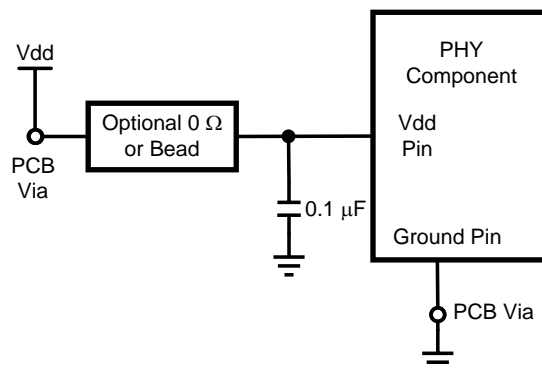 Vdd
PHY
Component
Optional 0 Ω
or Bead
Vdd
Pin
PCB
Via
0.1 μF
Ground Pin
PCB Via